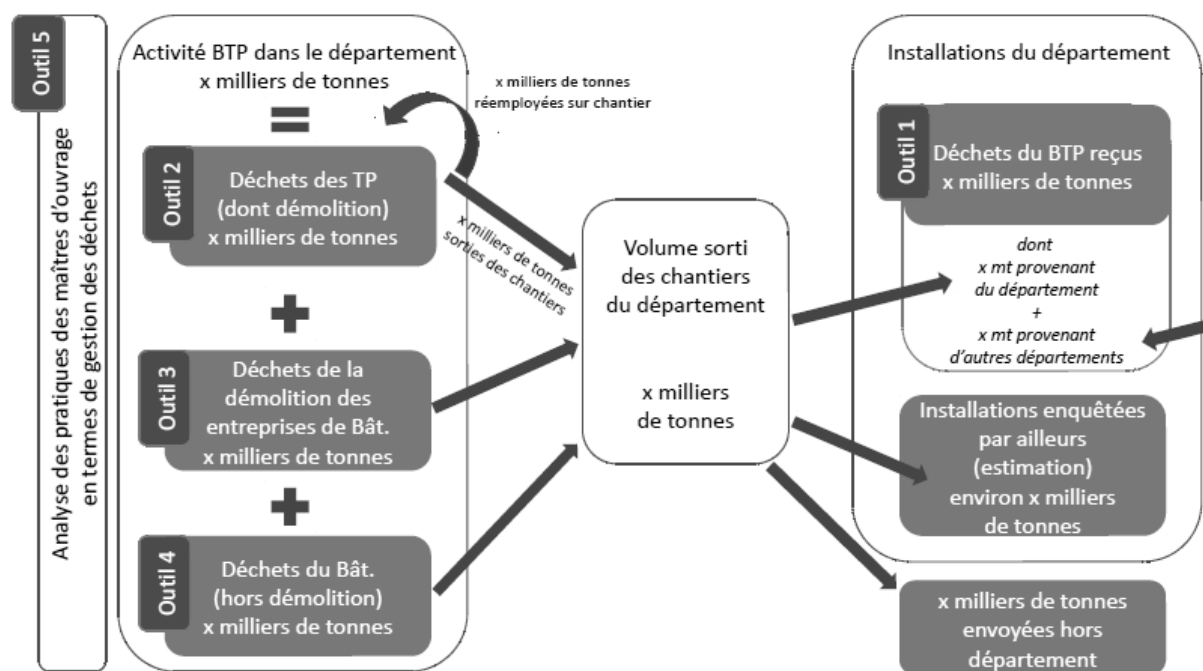 Outil 5
Analyse des pratiques des maîtres d'ouvrage
en termes de gestion des déchets
Activité BTP dans le département
x milliers de tonnes
=
x milliers de tonnes
réemployées sur chantier
Outil 2
Déchets des TP
(dont démolition)
x milliers de tonnes
x milliers de tonnes
sorties des chantiers
+
Outil 3
Déchets de la
démolition des
entreprises de Bât.
x milliers de tonnes
+
Outil 4
Déchets du Bât.
(hors démolition)
x milliers de tonnes
Volume sorti
des chantiers
du département
x milliers
de tonnes
Installations du département
Outil 1
Déchets du BTP reçus
x milliers de tonnes
dont
x mt provenant
du département
+
x mt provenant
d'autres départements
Installations enquêtées
par ailleurs
(estimation)
environ x milliers
de tonnes
x milliers de tonnes
envoyées hors
département